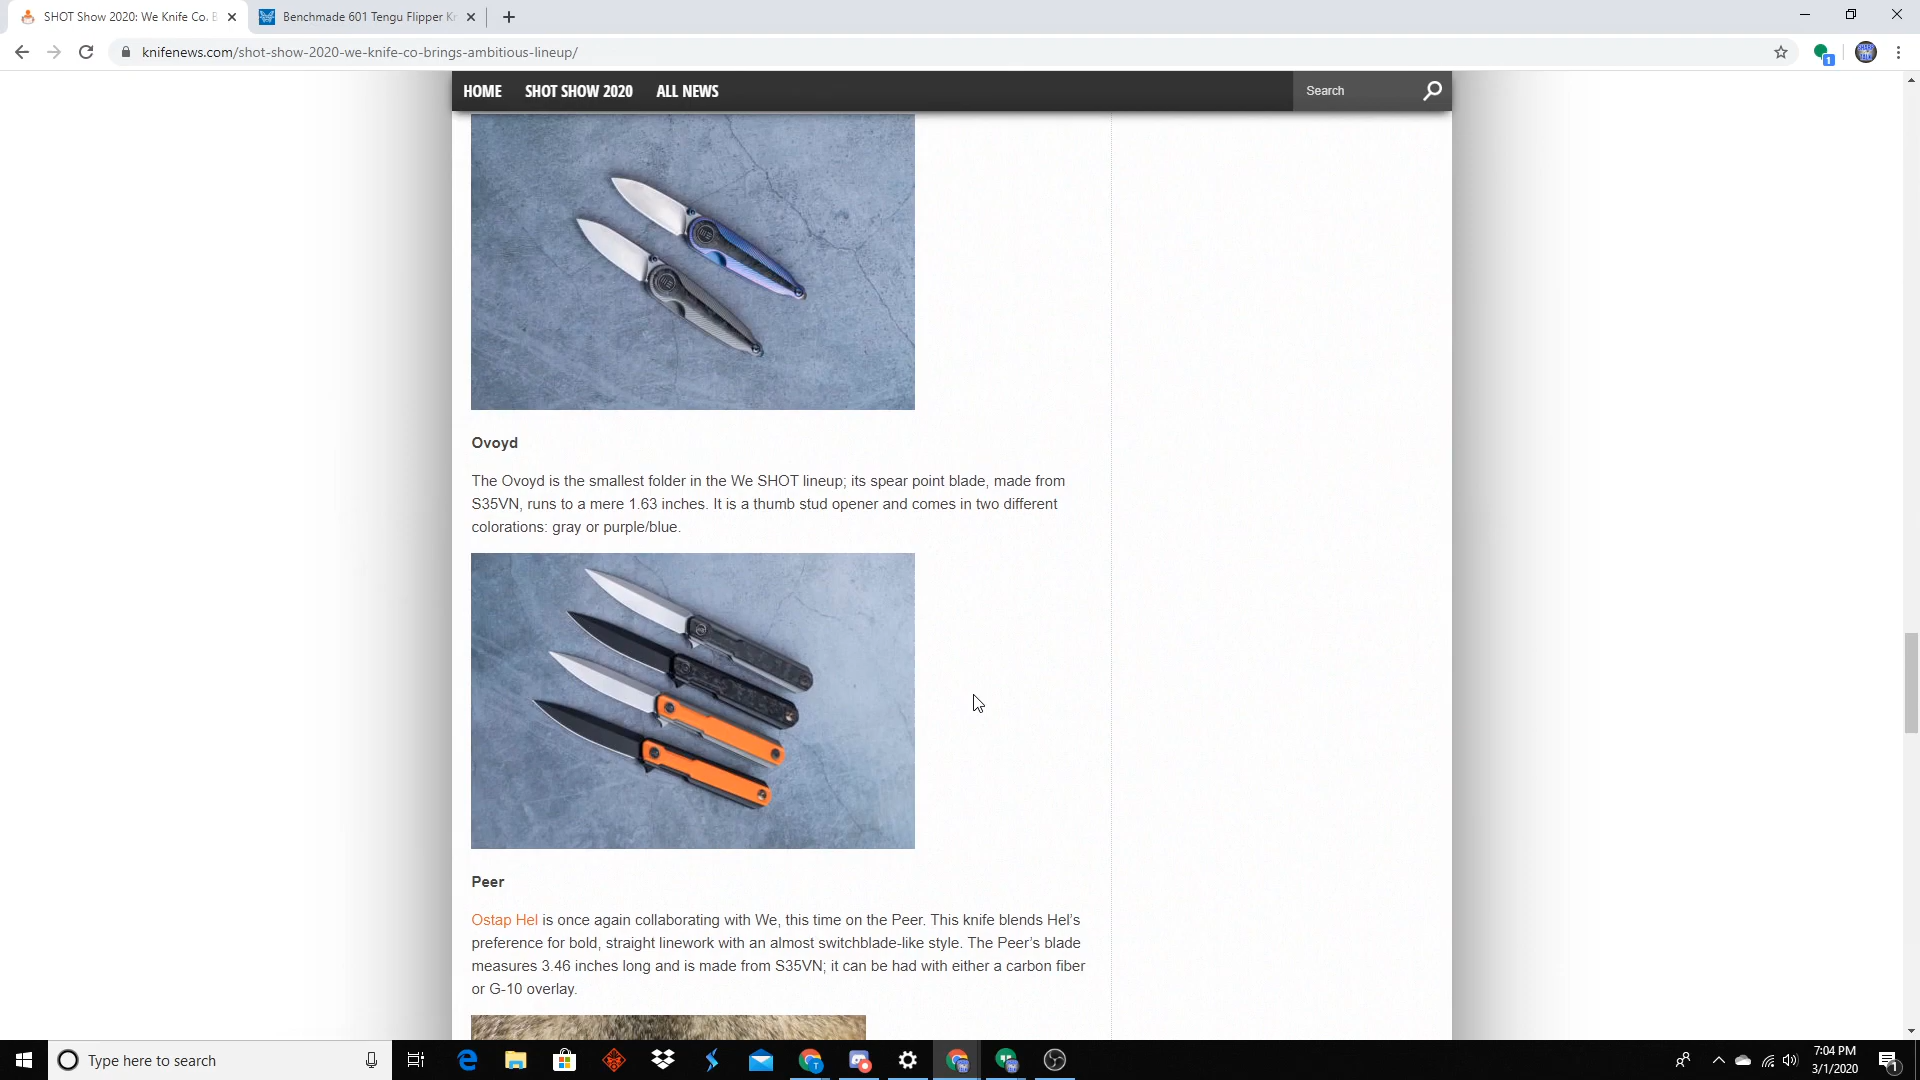 SHOT Show 2020: We Knife Co. B
Benchmade 601 Tengu Flipper Kn
knifenews.com/shot-show-2020-we-knife-co-brings-ambitious-lineup/
1
HOME SHOT SHOW 2020 ALL NEWS
Search
Ovoyd
The Ovoyd is the smallest folder in the We SHOT lineup; its spear point blade, made from
S35VN, runs to a mere 1.63 inches. It is a thumb stud opener and comes in two different
colorations: gray or purple/blue.
Peer
Ostap Hel is once again collaborating with We, this time on the Peer. This knife blends Hel's
preference for bold, straight linework with an almost switchblade-like style. The Peer's blade
measures 3.46 inches long and is made from S35VN; it can be had with either a carbon fiber
or G-10 overlay.
Type here to search
7:04 PM
3/1/2020
1